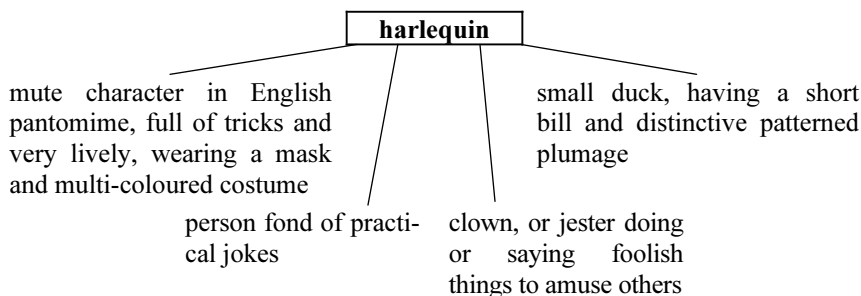 harlequin
mute character in English
pantomime, full of tricks and
very lively, wearing a mask
and multi-coloured costume
person fond of practi-
cal jokes
clown, or jester doing
or saying foolish
things to amuse others
small duck, having a short
bill and distinctive patterned
plumage